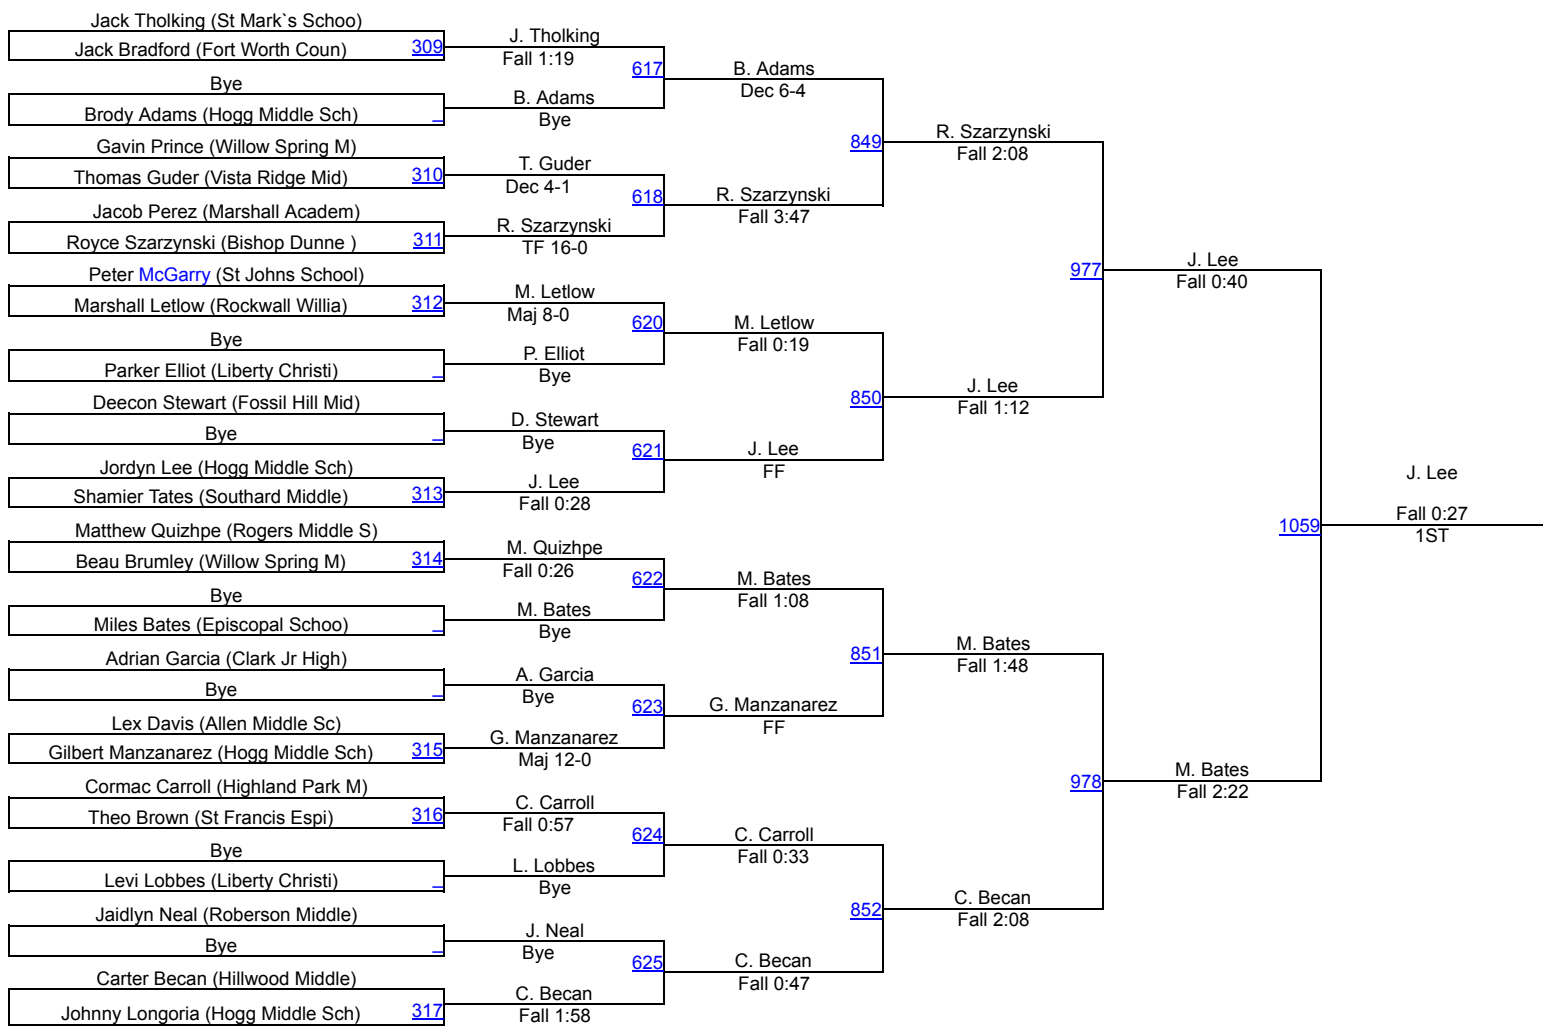 Jack Tholking (St Mark`s Schoo)
Jack Bradford (Fort Worth Coun) 309
Bye
Brody Adams (Hogg Middle Sch)
Gavin Prince (Willow Spring M)
Thomas Guder (Vista Ridge Mid) 310
Jacob Perez (Marshall Academ)
Royce Szarzynski (Bishop Dunne ) 311
Peter McGarry (St Johns School)
Marshall Letlow (Rockwall Willia) 312
Bye
Parker Elliot (Liberty Christi)
Deecon Stewart (Fossil Hill Mid)
Bye
Jordyn Lee (Hogg Middle Sch)
Shamier Tates (Southard Middle) 313
Matthew Quizhpe (Rogers Middle S)
Beau Brumley (Willow Spring M) 314
Bye
Miles Bates (Episcopal Schoo)
Adrian Garcia (Clark Jr High)
Bye
Lex Davis (Allen Middle Sc)
Gilbert Manzanarez (Hogg Middle Sch) 315
Cormac Carroll (Highland Park M)
Theo Brown (St Francis Espi) 316
Bye
Levi Lobbes (Liberty Christi)
Jaidlyn Neal (Roberson Middle)
Bye
Carter Becan (Hillwood Middle)
Johnny Longoria (Hogg Middle Sch) 317
J. Tholking
Fall 1:19
617
B. Adams
Bye
T. Guder
Dec 4-1
618
R. Szarzynski
TF 16-0
M. Letlow
Maj 8-0
620
P. Elliot
Bye
D. Stewart
Bye
621
J. Lee
Fall 0:28
M. Quizhpe
Fall 0:26
622
M. Bates
Bye
A. Garcia
Bye
623
G. Manzanarez
Maj 12-0
C. Carroll
Fall 0:57
624
L. Lobbes
Bye
J. Neal
Bye
625
C. Becan
Fall 1:58
B. Adams
Dec 6-4
849
R. Szarzynski
Fall 3:47
M. Letlow
Fall 0:19
850
J. Lee
FF
M. Bates
Fall 1:08
851
G. Manzanarez
FF
C. Carroll
Fall 0:33
852
C. Becan
Fall 0:47
R. Szarzynski
Fall 2:08
977
J. Lee
Fall 1:12
M. Bates
Fall 1:48
978
C. Becan
Fall 2:08
J. Lee
Fall 0:40
1059
M. Bates
Fall 2:22
J. Lee
Fall 0:27
1ST